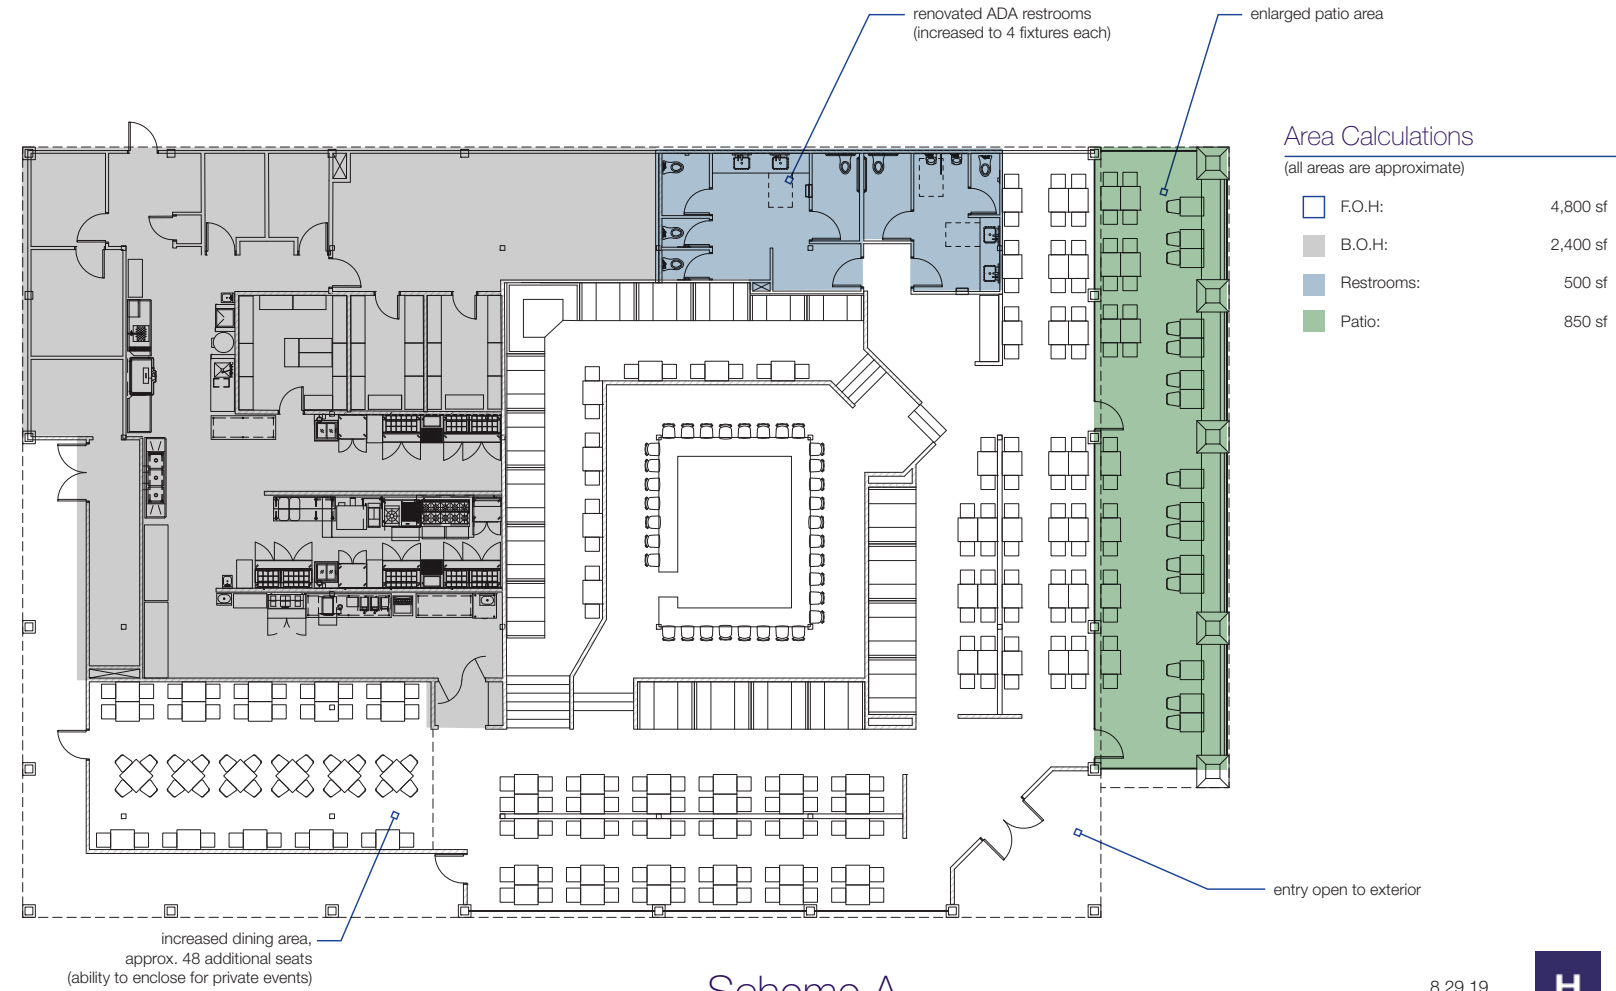 renovated ADA restrooms
(increased to 4 fixtures each)
enlarged patio area
Area Calculations
(all areas are approximate)
F.O.H: 4,800 sf
B.O.H: 2,400 sf
Restrooms: 500 sf
Patio: 850 sf
entry open to exterior
increased dining area,
approx. 48 additional seats
(ability to enclose for private events)
Scheme A
8.29.19
H